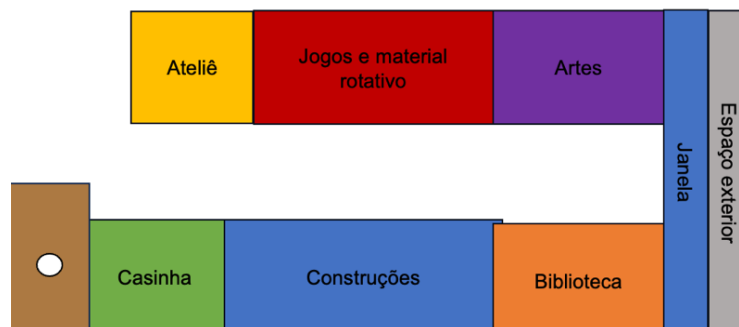 Ateliê
Jogos e material
rotativo
Artes
Janela
Espaço exterior
Casinha
Construções
Biblioteca